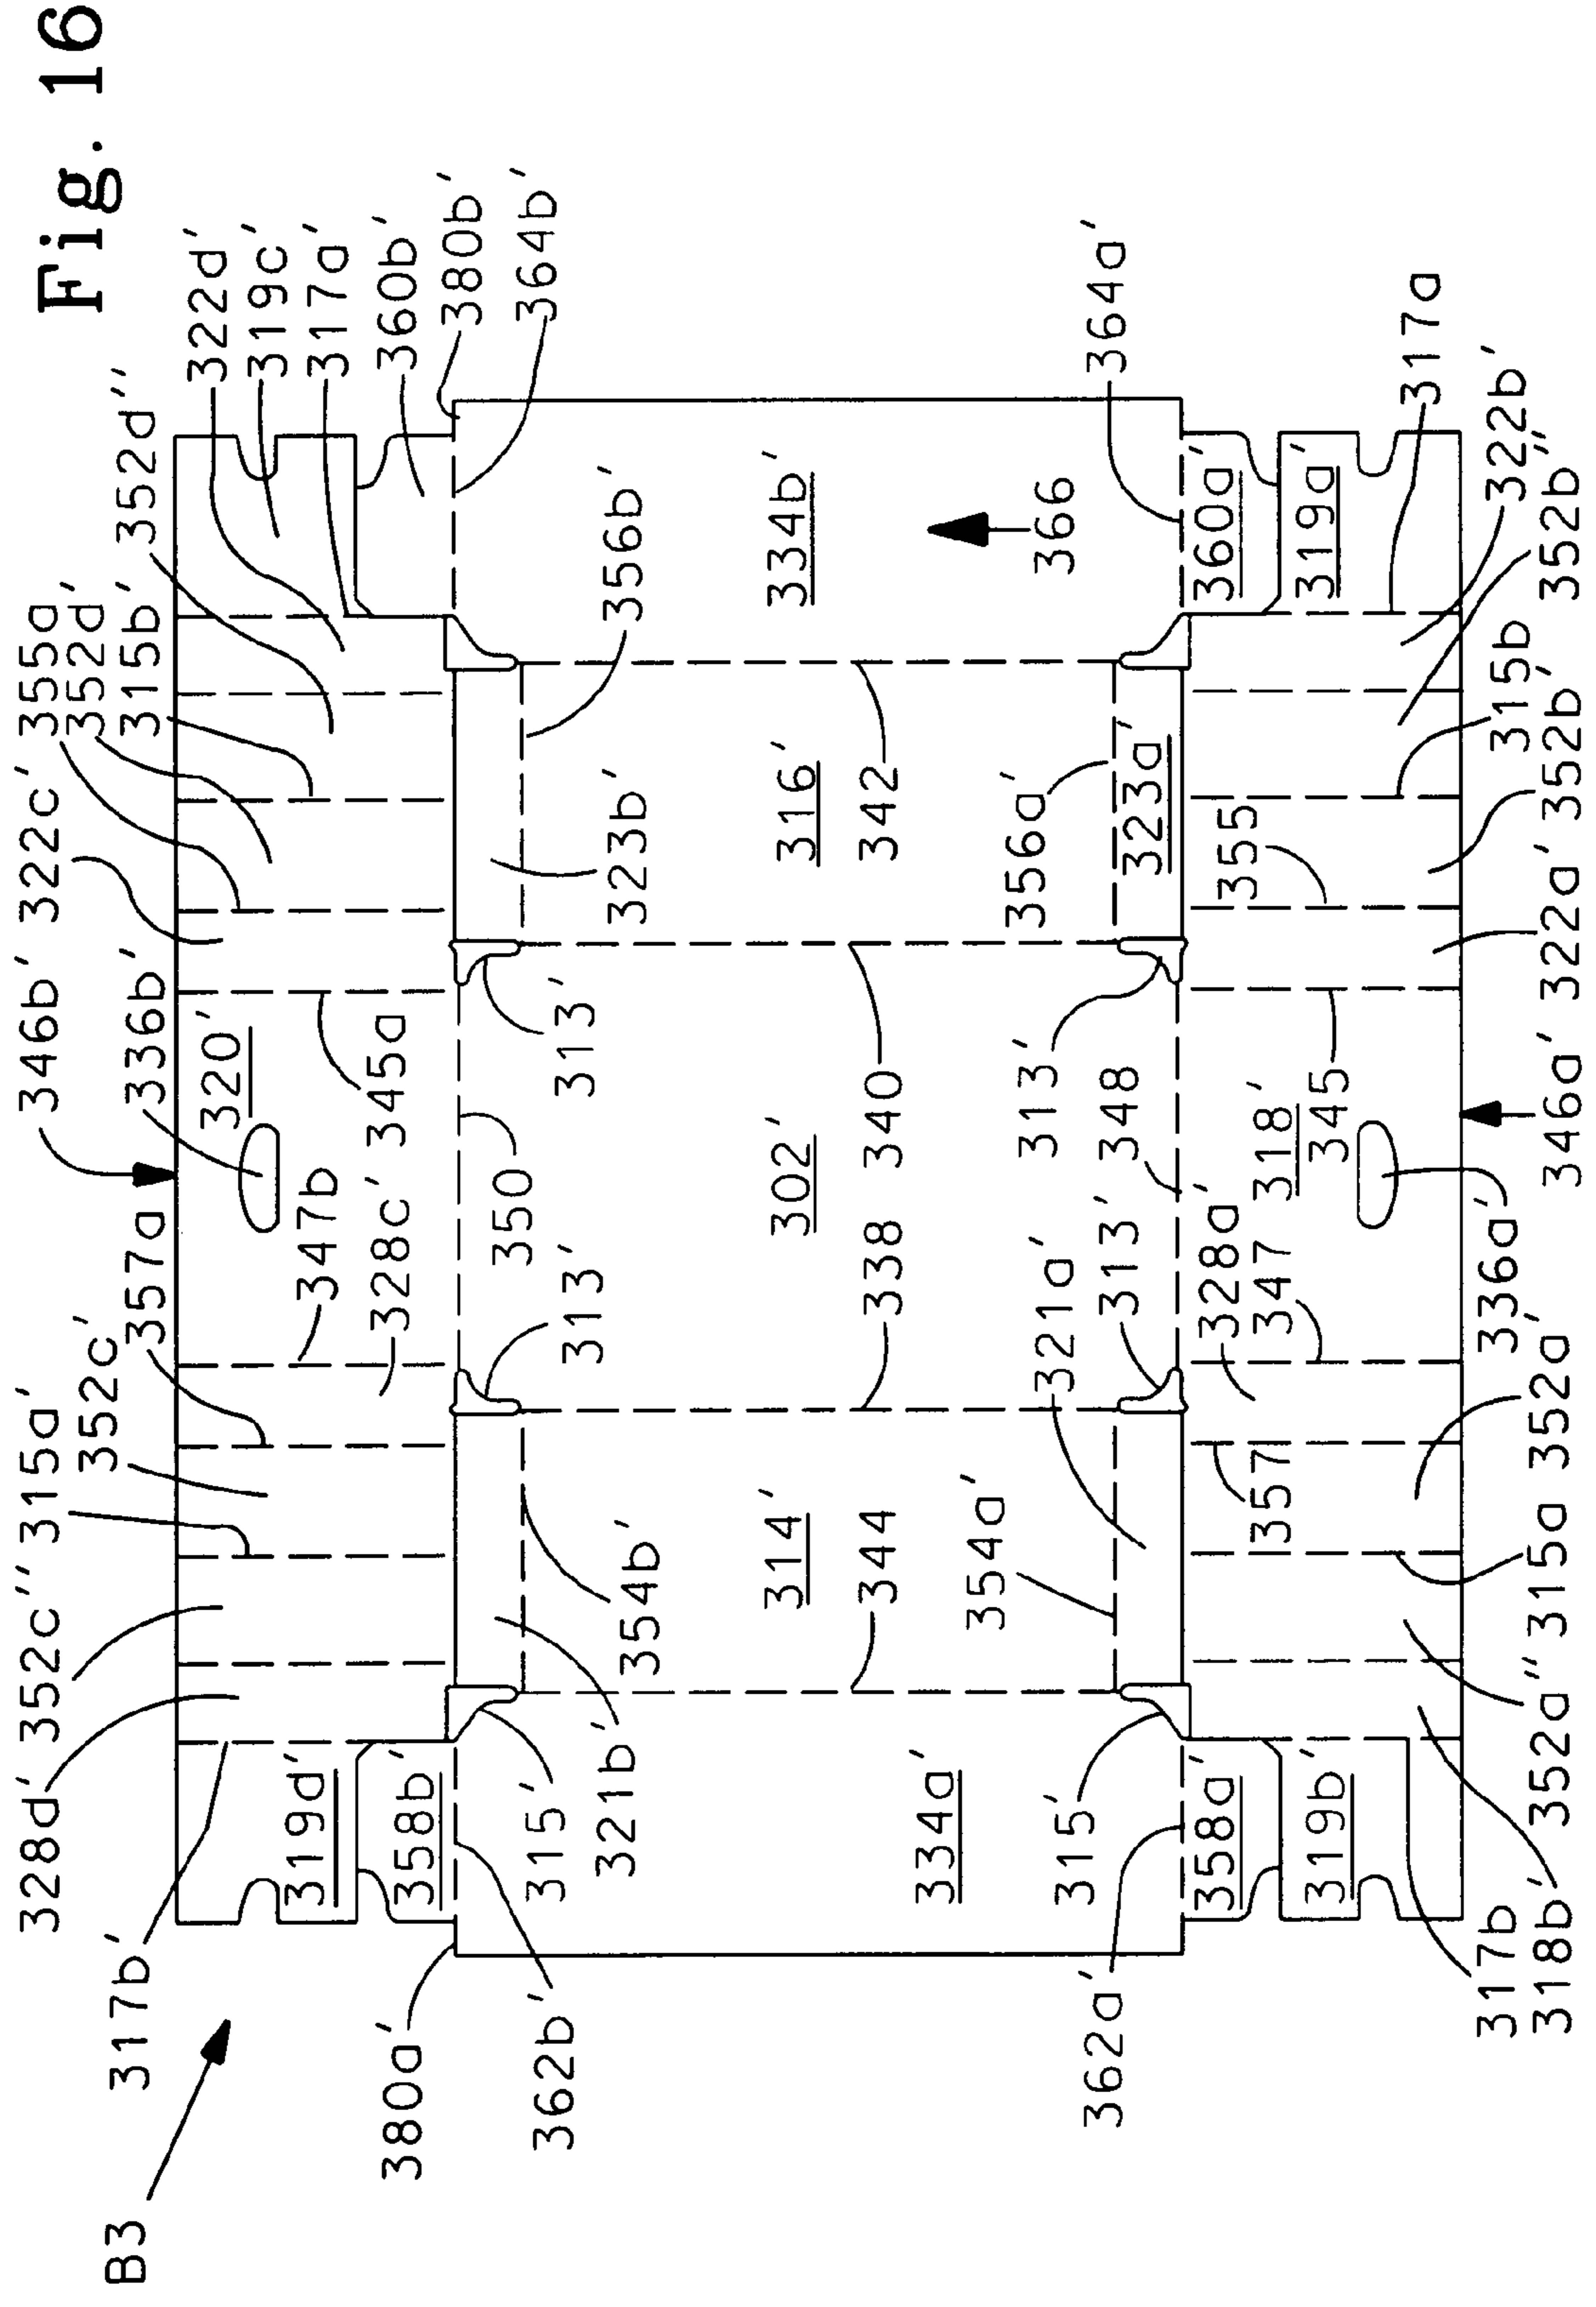 Fig. 16
B3
346b'
322c'
355a
352d'
315b'
352d''
322d'
319c'
317a'
360b'
380b'
364b'
336b'
320'
345a
357a
347b
328c'
352c'
315a'
352c''
328d'
317b'
319d'
358b'
380a'
362b'
315'
321b'
354b'
313'
350
313'
323b'
356b'
334b'
366
316'
342
302'
340
338
314'
344
334a'
354a'
321a'
313'
348
313'
356a'
323a'
364a'
360a'
319a'
317a
322b'
352b''
315b
352b'
355
322a'
345
318'
346a'
336a'
328a'
347
357
352a'
315a
352a''
318b'
317b
319b'
358a'
315'
362a'